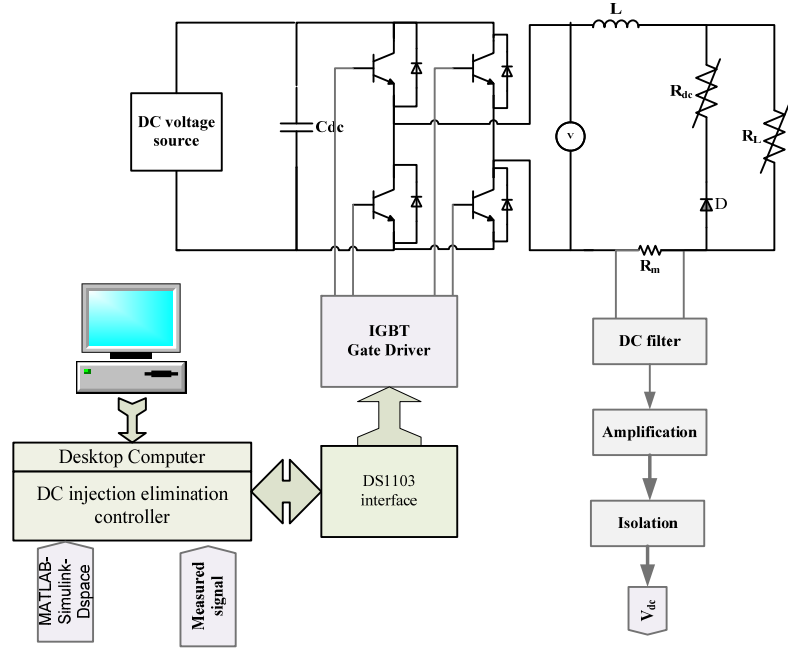 L
DC voltage
source
Cdc
V
Rdc
RL
D
Rm
IGBT
Gate Driver
DC filter
Amplification
Desktop Computer
DC injection elimination
controller
DS1103
interface
Isolation
MATLAB-
Simulink-
Dspace
Measured
signal
Vdc